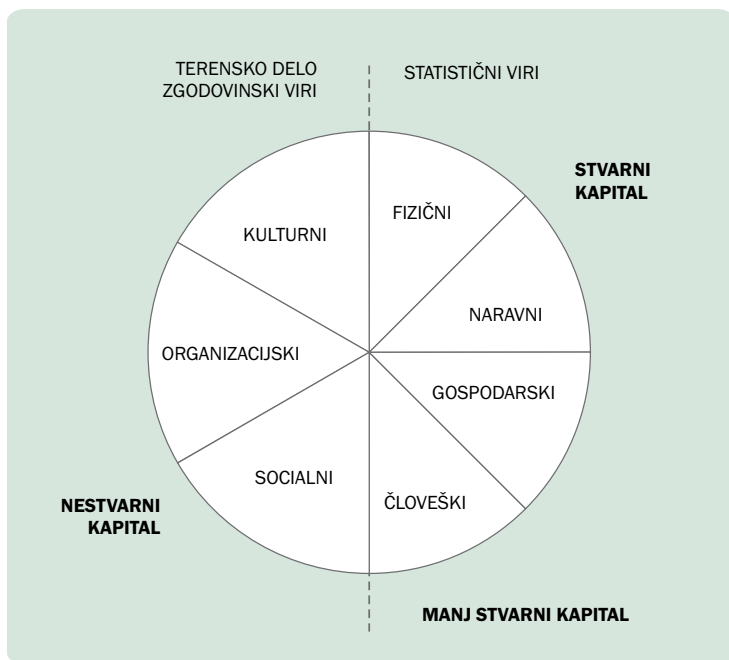 TERENSKO DELO
ZGODOVINSKI VIRI
STATISTIČNI VIRI
STVARNI
KAPITAL
FIZIČNI
KULTURNI
NARAVNI
ORGANIZACIJSKI
GOSPODARSKI
SOCIALNI
ČLOVEŠKI
NESTVARNI
KAPITAL
MANJ STVARNI KAPITAL